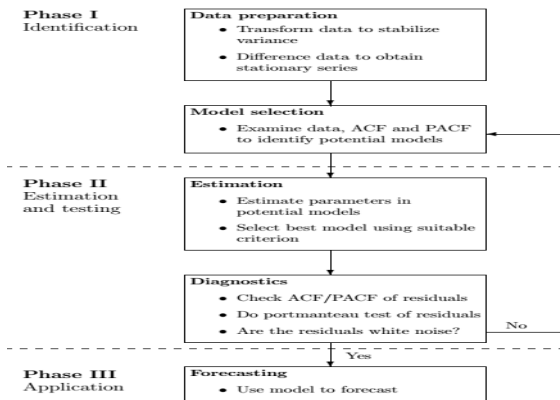 Phase I
Identification
Data preparation
• Transform data to stabilize
variance
• Difference data to obtain
stationary series
Model selection
• Examine data, ACF and PACF
to identify potential models
Phase II
Estimation
and testing
Estimation
• Estimate parameters in
potential models
• Select best model using suitable
criterion
Diagnostics
• Check ACF/PACF of residuals
• Do portmanteau test of residuals
• Are the residuals white noise?
No
Yes
Phase III
Application
Forecasting
• Use model to forecast